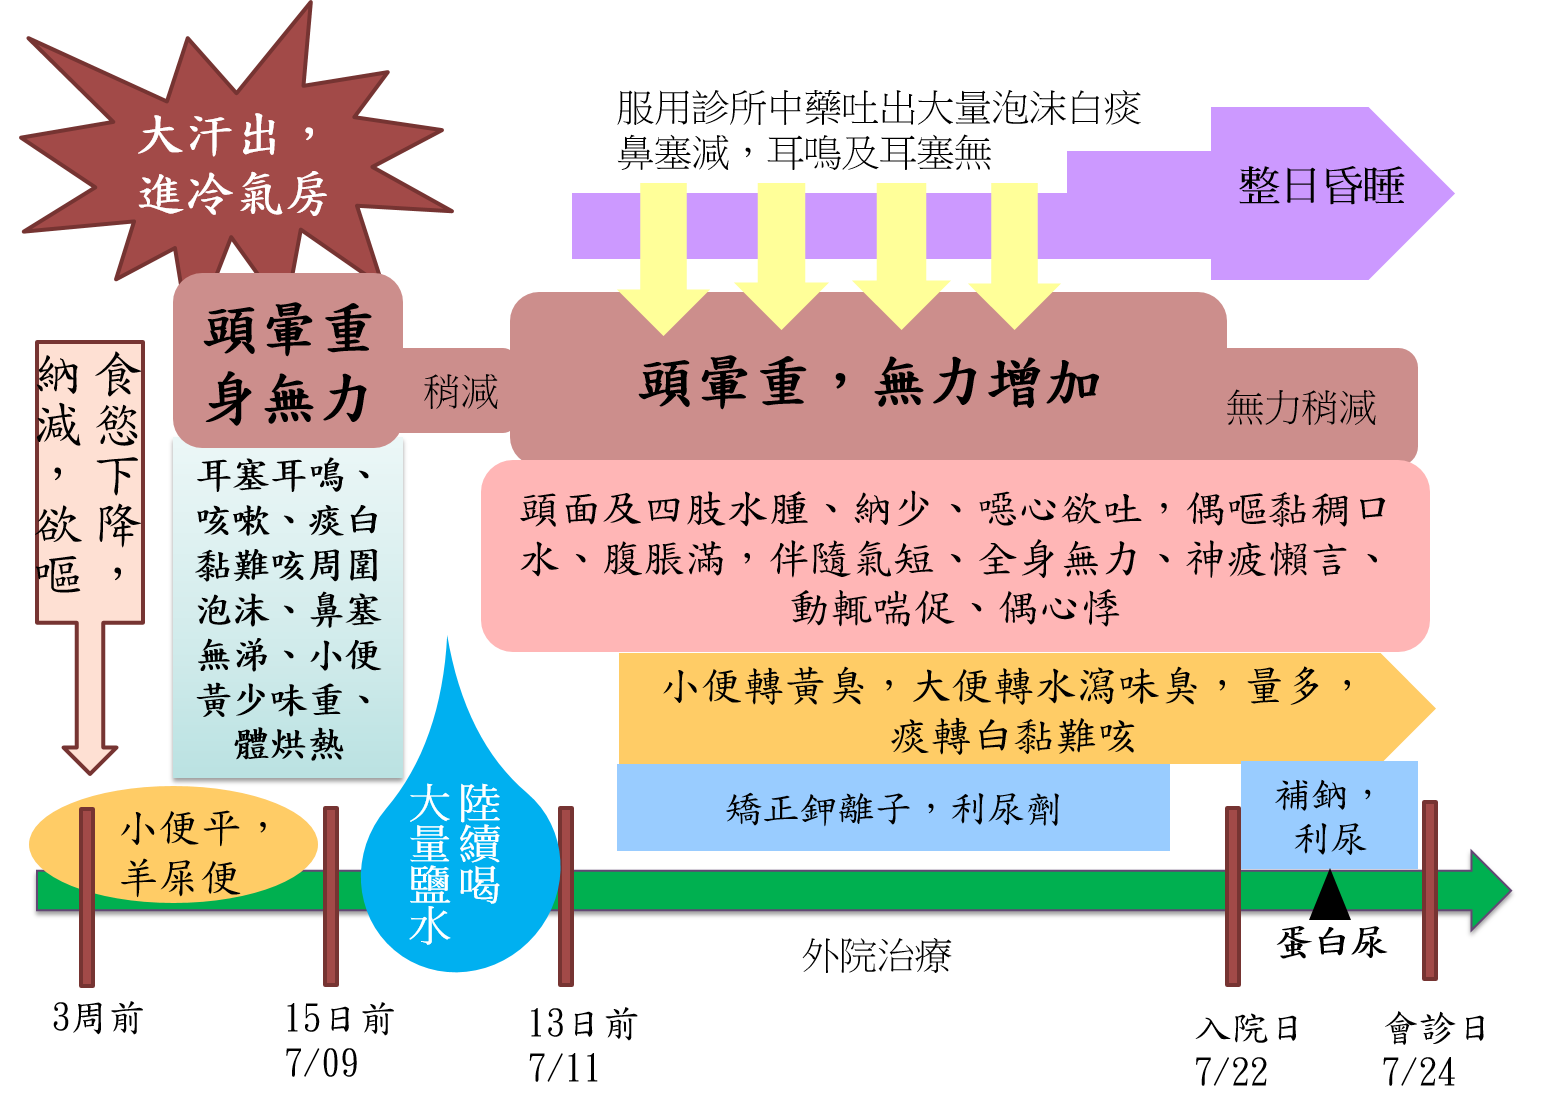 大汗出，
進冷氣房
服用診所中藥吐出大量泡沫白痰
鼻塞減，耳鳴及耳塞無
整日昏睡
頭暈重
身無力
稍減
頭暈重，無力增加
無力稍減
食慾下降，
納減，欲嘔
耳塞耳鳴、
咳嗽、痰白
黏難咳周圍
泡沫、鼻塞
無涕、小便
黃少味重、
體烘熱
頭面及四肢水腫、納少、噁心欲吐，偶嘔黏稠口
水、腹脹滿，伴隨氣短、全身無力、神疲懶言、
動輒喘促、偶心悸
小便轉黃臭，大便轉水瀉味臭，量多，
痰轉白黏難咳
矯正鉀離子，利尿劑
補鈉，
利尿
小便平，
羊屎便
陸續喝
大量鹽水
外院治療
蛋白尿
3周前
15日前
7/09
13日前
7/11
入院日
7/22
會診日
7/24